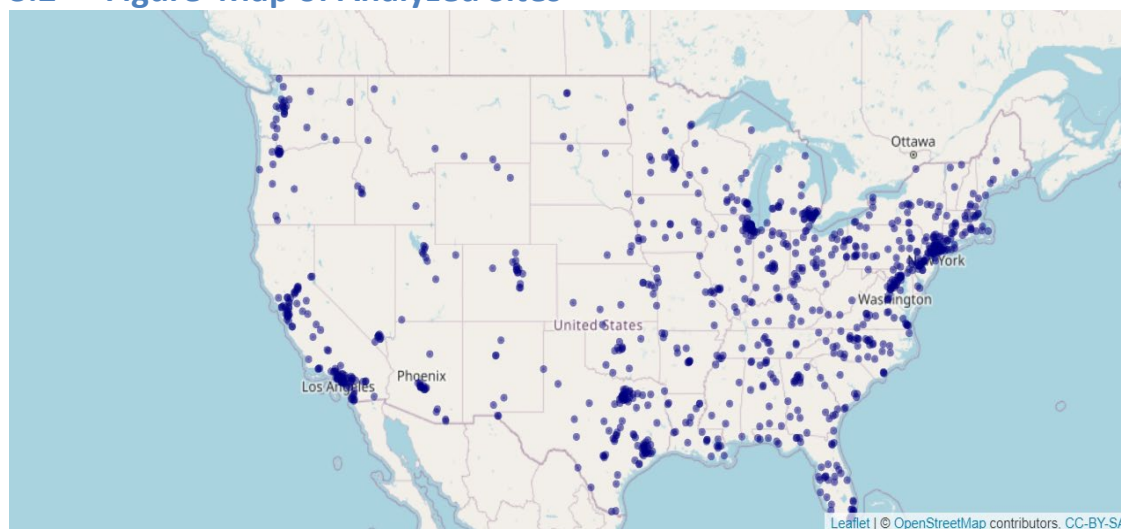 Ottawa
New York
Washington
United States
Phoenix
Los Angeles
Leaflet | © OpenStreetMap contributors, CC-BY-SA